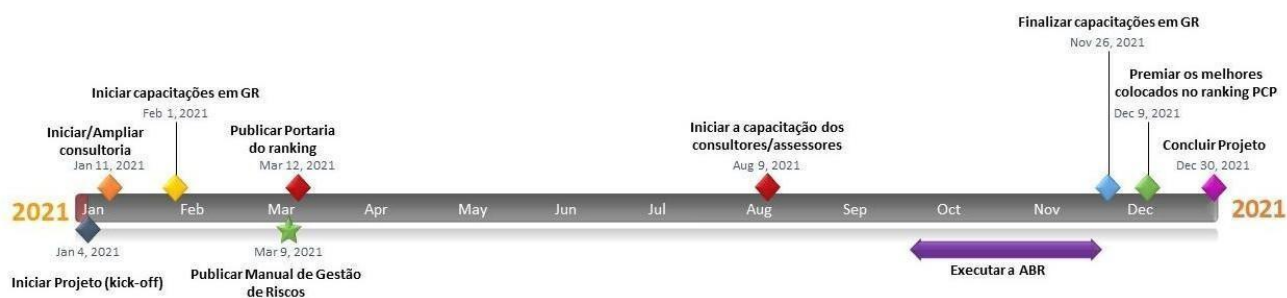 Finalizar capacitações em GR
Nov 26, 2021
Iniciar capacitações em GR
Feb 1, 2021
Premiar os melhores
colocados no ranking PCP
Dec 9, 2021
Iniciar/Ampliar
consultoria
Jan 11, 2021
Publicar Portaria
do ranking
Mar 12, 2021
Iniciar a capacitação dos
consultores/assessores
Aug 9, 2021
Concluir Projeto
Dec 30, 2021
2021 Jan Feb Mar Apr May Jun Jul Aug Sep Oct Nov Dec 2021
Jan 4, 2021
Iniciar Projeto (kick-off)
Mar 9, 2021
Publicar Manual de Gestão
de Riscos
Executar a ABR